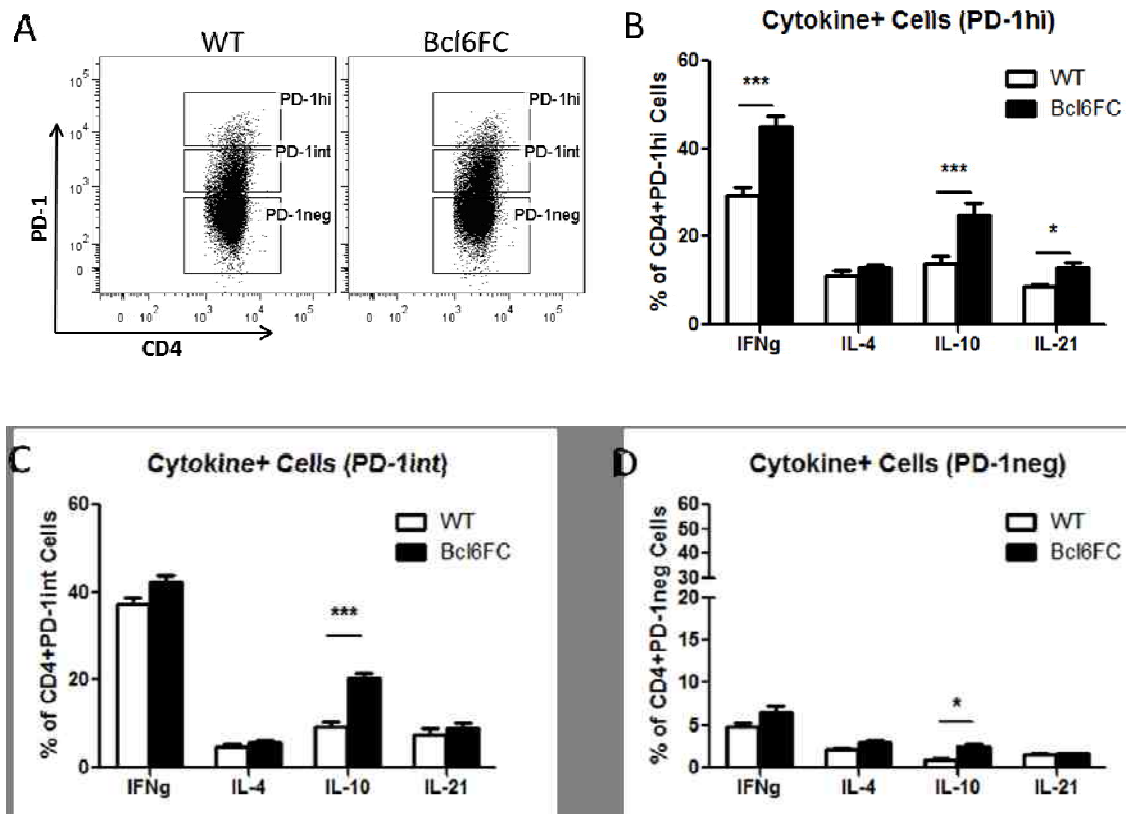 A
WT
Bcl6FC
PD-1hi
PD-1int
PD-1neg
PD-1hi
PD-1int
PD-1neg
10^5
10^4
10^3
10^2
0
0 10^2 10^3 10^4 10^5
0 10^2 10^3 10^4 10^5
PD-1
CD4
B
Cytokine+ Cells (PD-1hi)
% of CD4+PD-1hi Cells
60
40
20
0
WT
Bcl6FC
***
***
*
IFNg IL-4 IL-10 IL-21
C
Cytokine+ Cells (PD-1int)
% of CD4+PD-1int Cells
60
40
20
0
WT
Bcl6FC
***
IFNg IL-4 IL-10 IL-21
D
Cytokine+ Cells (PD-1neg)
% of CD4+PD-1neg Cells
60
50
40
30
20
15
10
5
0
WT
Bcl6FC
*
IFNg IL-4 IL-10 IL-21